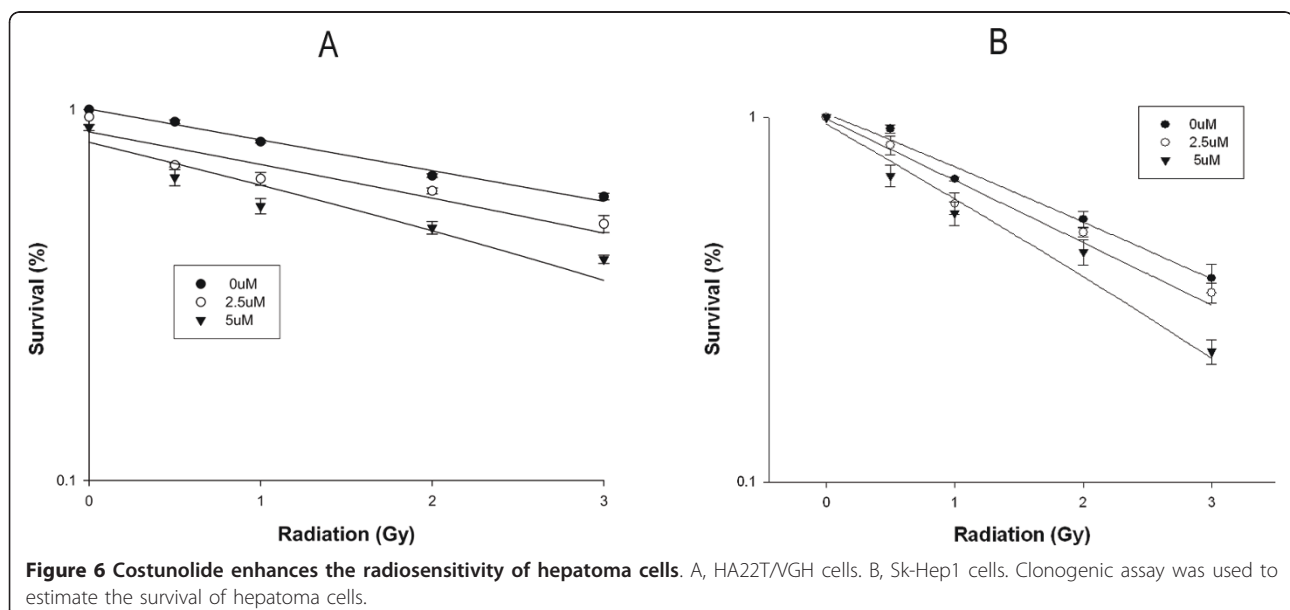 A
1
0.1
Survival (%)
0uM
2.5uM
5uM
0
1
2
3
Radiation (Gy)
B
1
0.1
Survival (%)
0uM
2.5uM
5uM
0
1
2
3
Radiation (Gy)
Figure 6 Costunolide enhances the radiosensitivity of hepatoma cells. A, HA22T/VGH cells. B, Sk-Hep1 cells. Clonogenic assay was used to
estimate the survival of hepatoma cells.